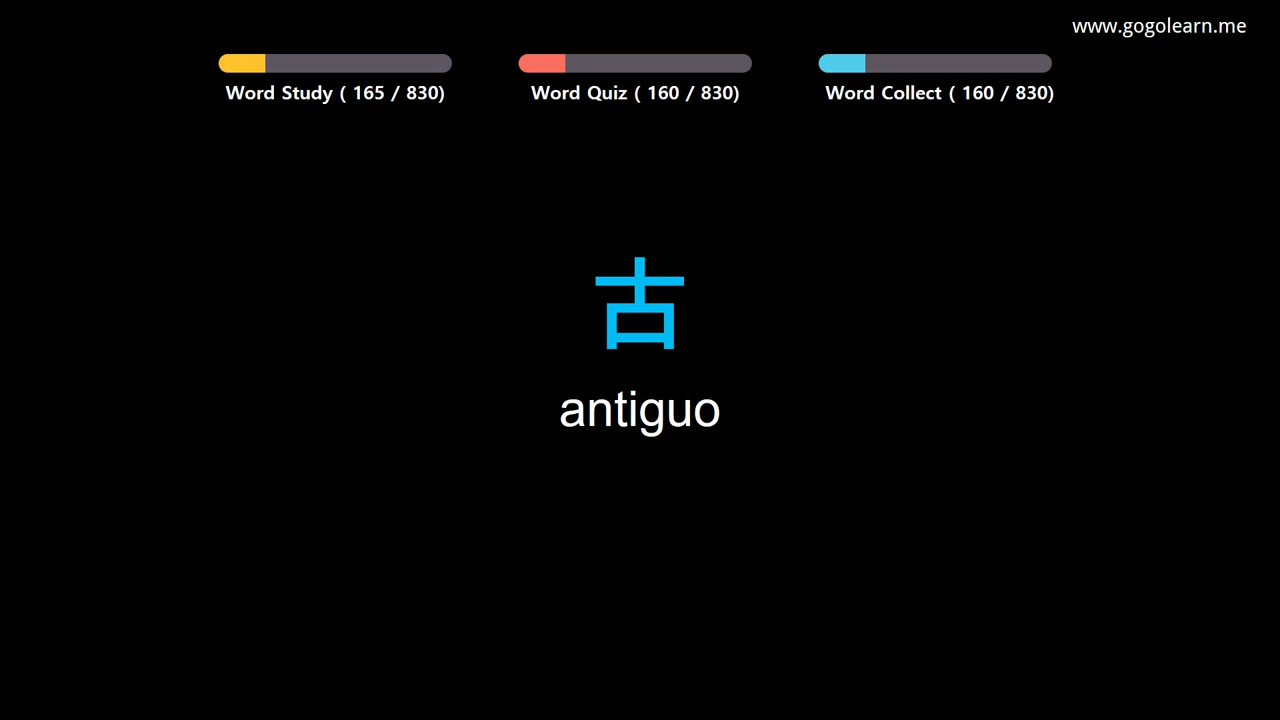 www.gogolearn.me
Word Study ( 165 / 830)
Word Quiz ( 160 / 830)
Word Collect ( 160 / 830)
古
antiguo